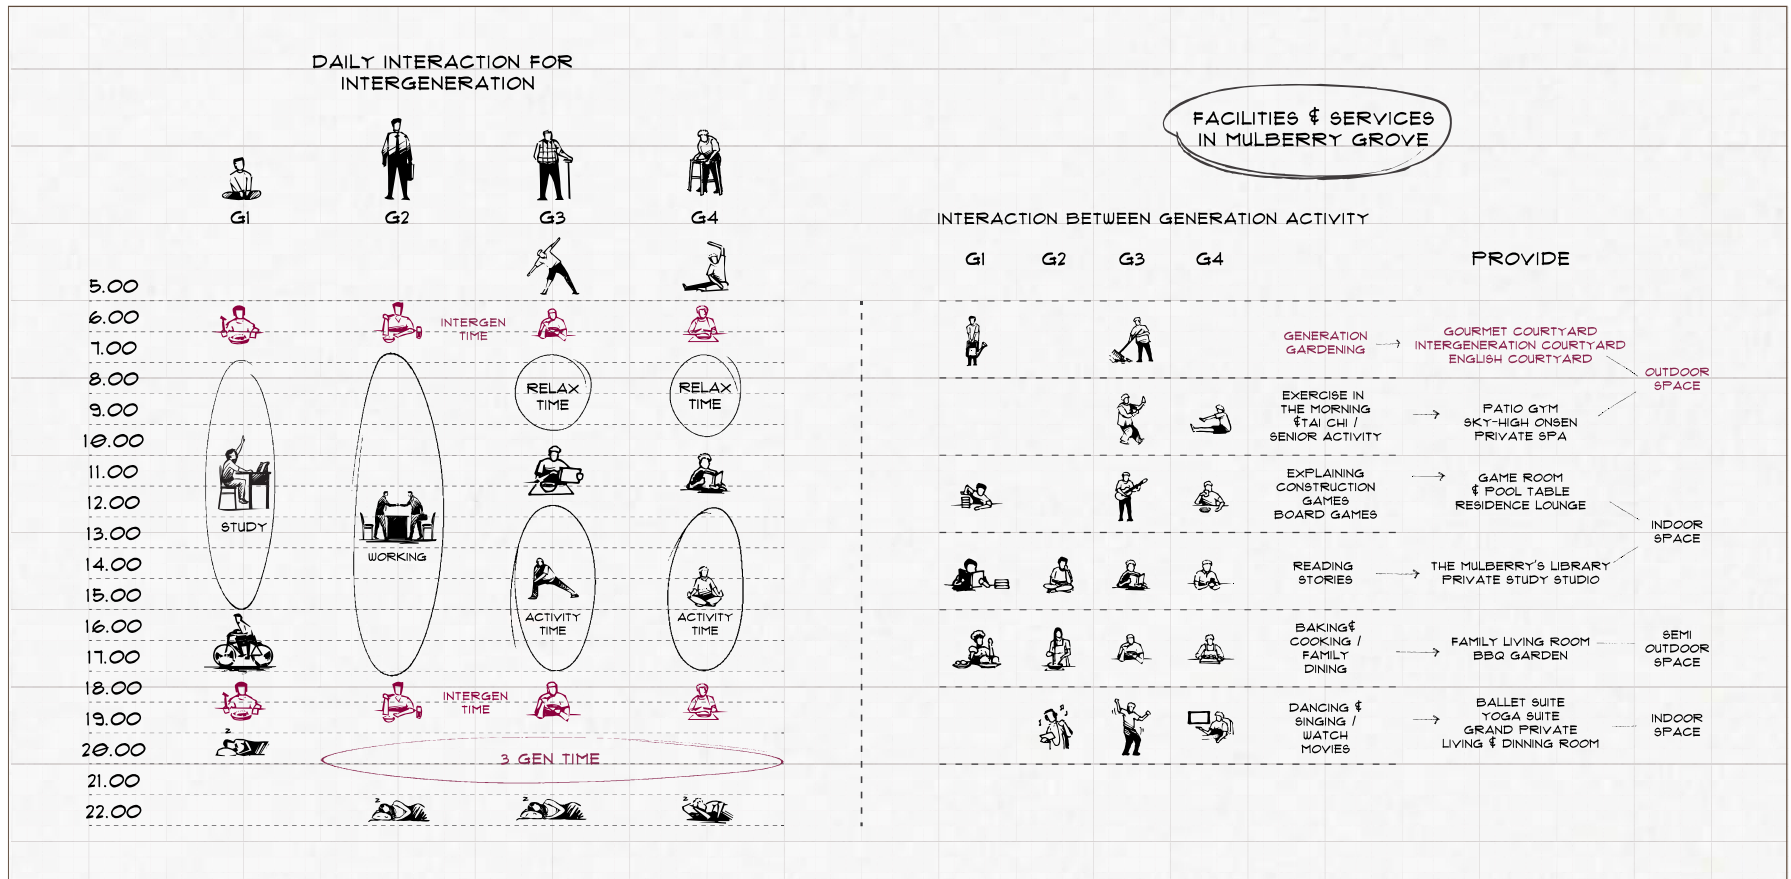 DAILY INTERACTION FOR
INTERGENERATION
G1 G2 G3 G4
5.00
6.00
INTERGEN
TIME
7.00
8.00
RELAX
TIME
RELAX
TIME
9.00
10.00
11.00
12.00
STUDY
13.00
WORKING
14.00
15.00
ACTIVITY
TIME
ACTIVITY
TIME
16.00
17.00
18.00
INTERGEN
TIME
19.00
Z
20.00
3 GEN TIME
21.00
Z Z Z
22.00
FACILITIES & SERVICES
IN MULBERRY GROVE
INTERACTION BETWEEN GENERATION ACTIVITY
G1 G2 G3 G4 PROVIDE
GENERATION
GARDENING
GOURMET COURTYARD
INTERGENERATION COURTYARD
ENGLISH COURTYARD
OUTDOOR
SPACE
EXERCISE IN
THE MORNING
&TAI CHI /
SENIOR ACTIVITY
PATIO GYM
SKY-HIGH ONSEN
PRIVATE SPA
EXPLAINING
CONSTRUCTION
GAMES
BOARD GAMES
GAME ROOM
& POOL TABLE
RESIDENCE LOUNGE
INDOOR
SPACE
READING
STORIES
THE MULBERRY'S LIBRARY
PRIVATE STUDY STUDIO
BAKING&
COOKING /
FAMILY
DINING
FAMILY LIVING ROOM
BBQ GARDEN
SEMI
OUTDOOR
SPACE
DANCING &
SINGING /
WATCH
MOVIES
BALLET SUITE
YOGA SUITE
GRAND PRIVATE
LIVING & DINNING ROOM
INDOOR
SPACE